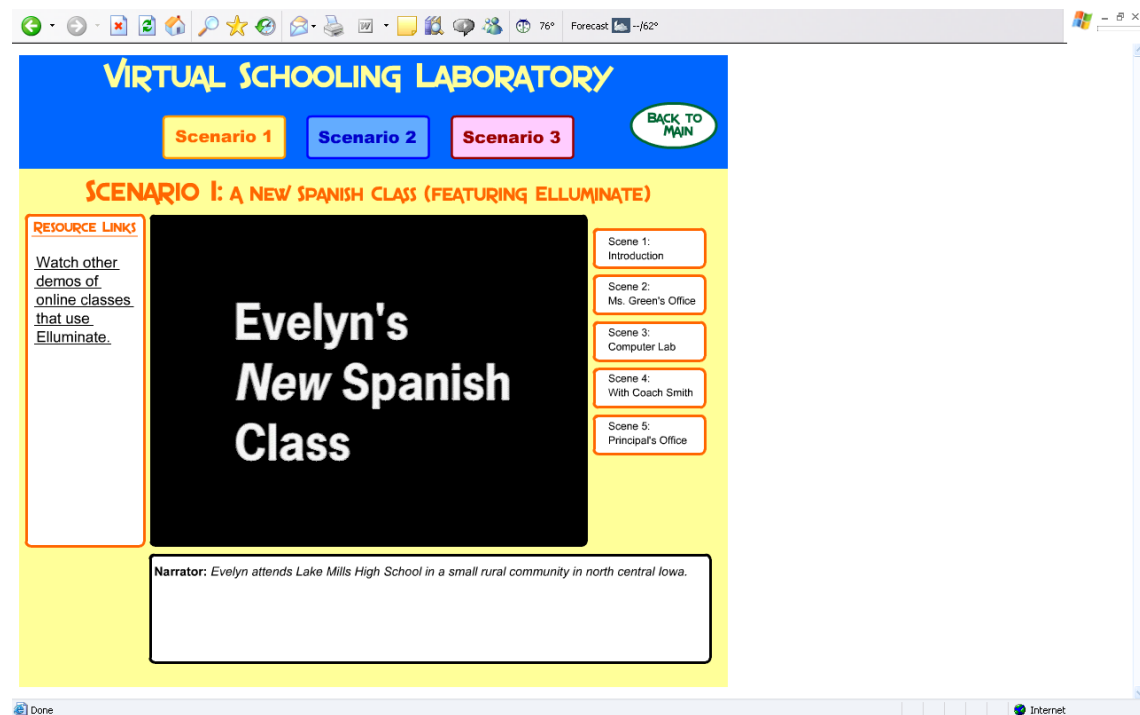 76° Forecast --/62°
Virtual Schooling Laboratory
Scenario 1 Scenario 2 Scenario 3
Back to
Main
Scenario 1: A New Spanish Class (featuring Elluminate)
Resource Links
Watch other
demos of
online classes
that use
Elluminate.
Evelyn's
New Spanish
Class
Scene 1:
Introduction
Scene 2:
Ms. Green's Office
Scene 3:
Computer Lab
Scene 4:
With Coach Smith
Scene 5:
Principal's Office
Narrator: Evelyn attends Lake Mills High School in a small rural community in north central Iowa.
Done Internet